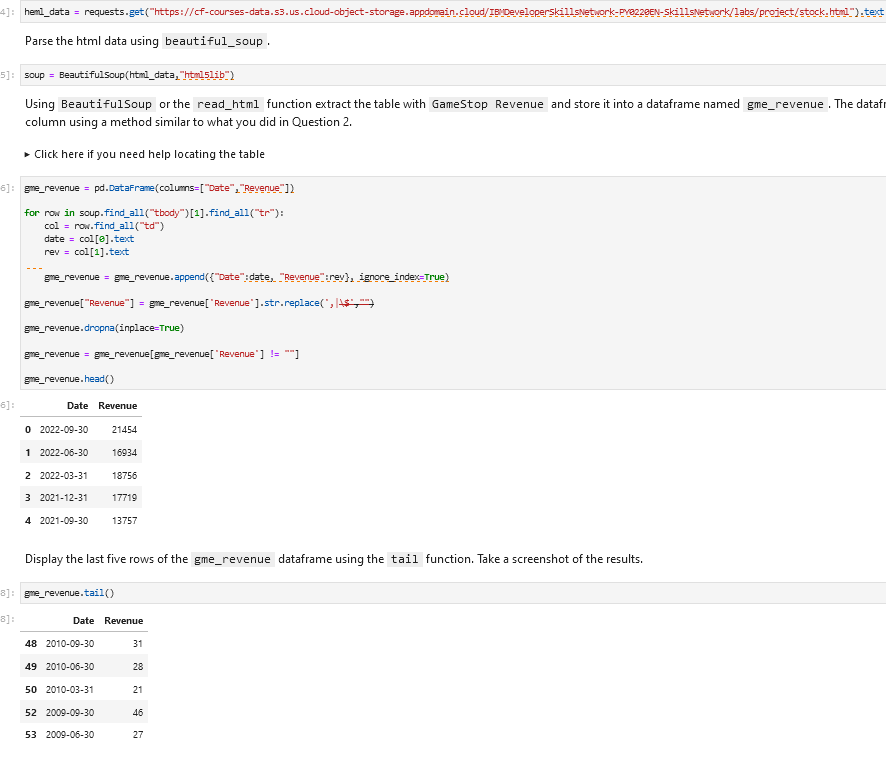 4]: heml_data = requests.get("https://cf-courses-data.s3.us.cloud-object-storage.appdomain.cloud/IBMDeveloperSkillsNetwork-PY0220EN-SkillsNetwork/labs/project/stock.html").text
Parse the html data using beautiful_soup .
5]: soup = BeautifulSoup(html_data,"html5lib")
Using BeautifulSoup or the read_html function extract the table with GameStop Revenue and store it into a dataframe named gme_revenue . The datafr
column using a method similar to what you did in Question 2.
▸ Click here if you need help locating the table
6]: gme_revenue = pd.DataFrame(columns=["Date","Revenue"])
for row in soup.find_all("tbody")[1].find_all("tr"):
col = row.find_all("td")
date = col[0].text
rev = col[1].text
gme_revenue = gme_revenue.append({"Date":date, "Revenue":rev}, ignore_index=True)
gme_revenue["Revenue"] = gme_revenue['Revenue'].str.replace(',|\$',"")
gme_revenue.dropna(inplace=True)
gme_revenue = gme_revenue[gme_revenue['Revenue'] != ""]
gme_revenue.head()
6]: Date Revenue
0 2022-09-30 21454
1 2022-06-30 16934
2 2022-03-31 18756
3 2021-12-31 17719
4 2021-09-30 13757
Display the last five rows of the gme_revenue dataframe using the tail function. Take a screenshot of the results.
8]: gme_revenue.tail()
8]: Date Revenue
48 2010-09-30 31
49 2010-06-30 28
50 2010-03-31 21
52 2009-09-30 46
53 2009-06-30 27